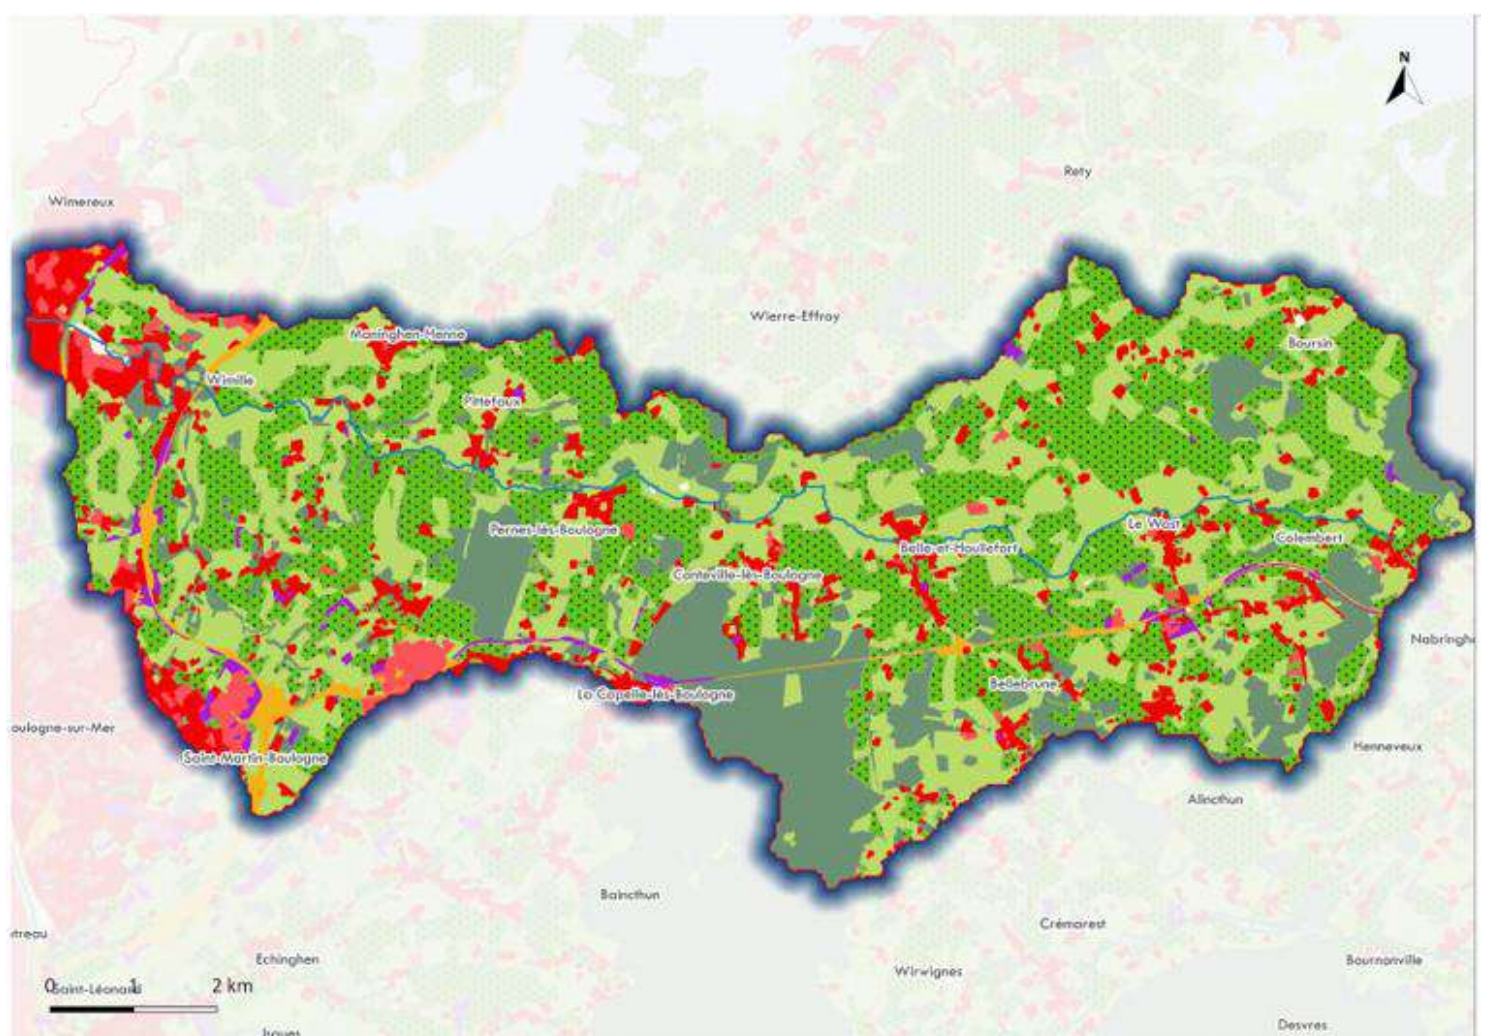 N
Rety
Wimereux
Wierre-Effroy
Maninghen-Henne
Boursin
Wimille
Pittefaux
Le Wast
Pernes-lès-Boulogne
Colembert
Belle-et-Houllefort
Conteville-lès-Boulogne
Nabringhe
Bellebrune
La Capelle-lès-Boulogne
oulogne-sur-Mer
Henneveux
Saint-Martin-Boulogne
Alincthun
Baincthun
Crémarest
utreau
Echinghen
Bournonville
Wirwignes
0 1 2 km
Saint-Léonard
Desvres
Isques